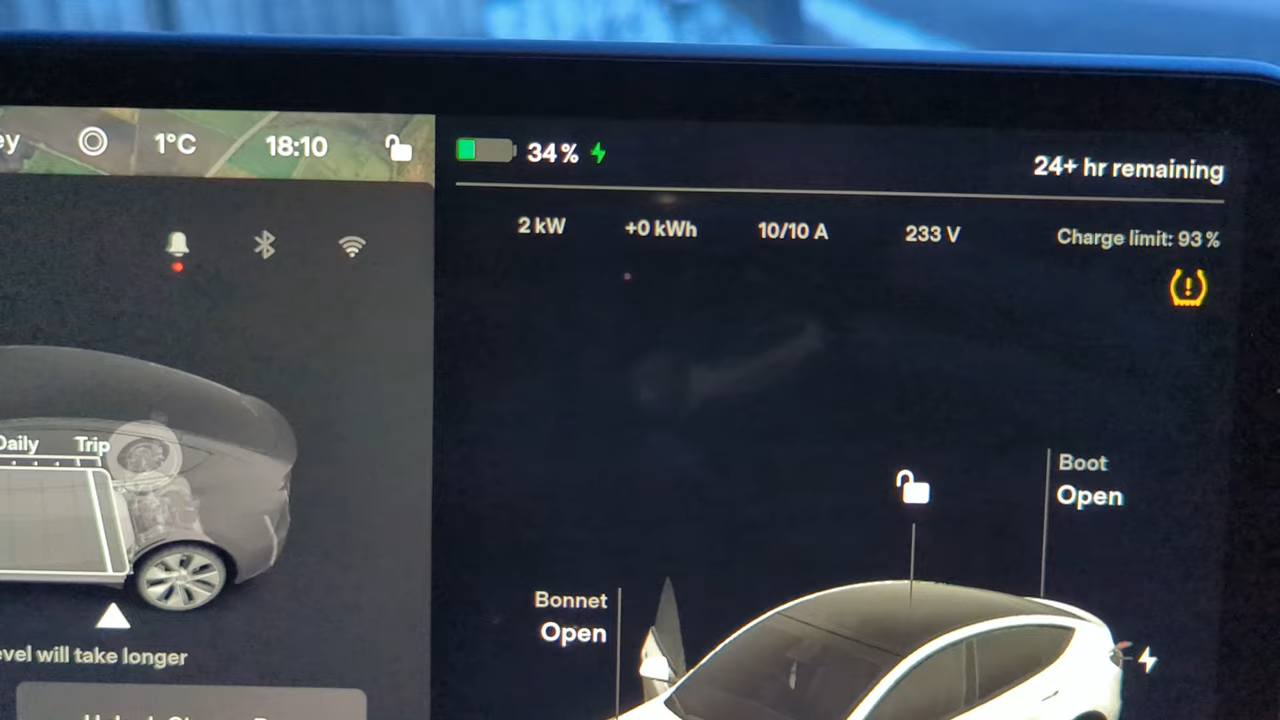 1°C 18:10
34%
24+ hr remaining
2 kW +0 kWh 10/10 A 233 V Charge limit: 93%
Daily Trip
will take longer
Boot
Open
Bonnet
Open